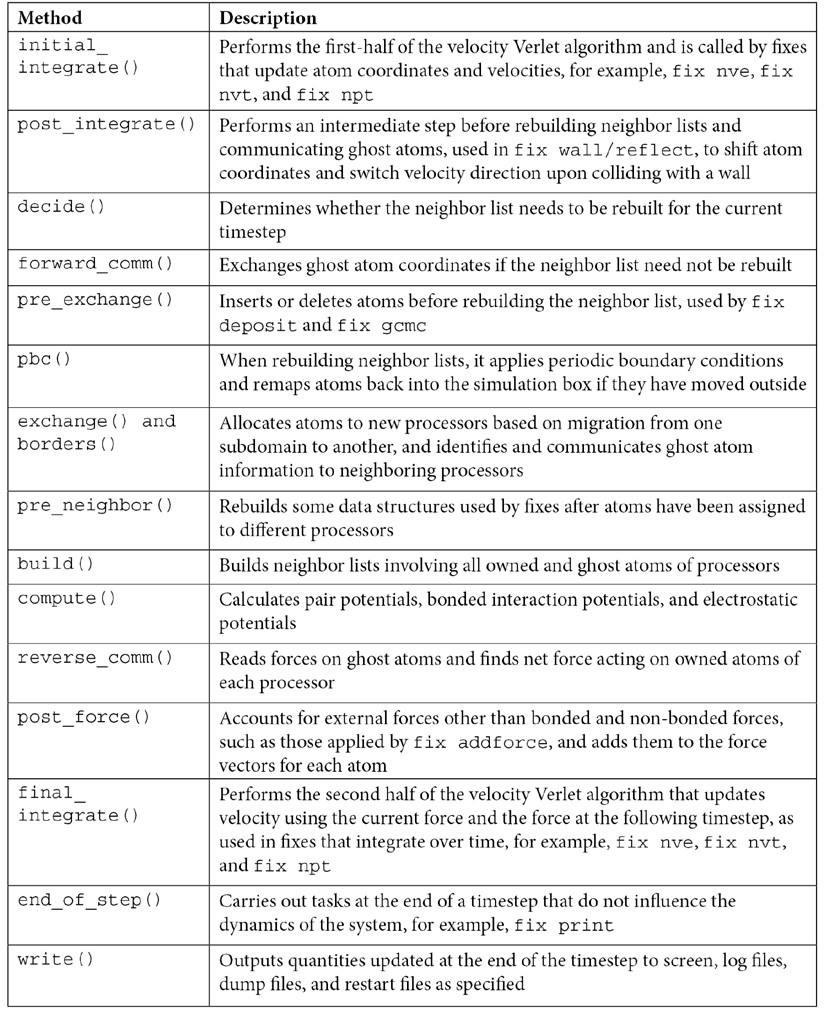 Method Description
initial_
integrate()
Performs the first-half of the velocity Verlet algorithm and is called by fixes
that update atom coordinates and velocities, for example, fix nve, fix
nvt, and fix npt
post_integrate()
Performs an intermediate step before rebuilding neighbor lists and
communicating ghost atoms, used in fix wall/reflect, to shift atom
coordinates and switch velocity direction upon colliding with a wall
decide()
Determines whether the neighbor list needs to be rebuilt for the current
timestep
forward_comm()
Exchanges ghost atom coordinates if the neighbor list need not be rebuilt
pre_exchange()
Inserts or deletes atoms before rebuilding the neighbor list, used by fix
deposit and fix gcmc
pbc()
When rebuilding neighbor lists, it applies periodic boundary conditions
and remaps atoms back into the simulation box if they have moved outside
exchange() and
borders()
Allocates atoms to new processors based on migration from one
subdomain to another, and identifies and communicates ghost atom
information to neighboring processors
pre_neighbor()
Rebuilds some data structures used by fixes after atoms have been assigned
to different processors
build()
Builds neighbor lists involving all owned and ghost atoms of processors
compute()
Calculates pair potentials, bonded interaction potentials, and electrostatic
potentials
reverse_comm()
Reads forces on ghost atoms and finds net force acting on owned atoms of
each processor
post_force()
Accounts for external forces other than bonded and non-bonded forces,
such as those applied by fix addforce, and adds them to the force
vectors for each atom
final_
integrate()
Performs the second half of the velocity Verlet algorithm that updates
velocity using the current force and the force at the following timestep, as
used in fixes that integrate over time, for example, fix nve, fix nvt,
and fix npt
end_of_step()
Carries out tasks at the end of a timestep that do not influence the
dynamics of the system, for example, fix print
write()
Outputs quantities updated at the end of the timestep to screen, log files,
dump files, and restart files as specified